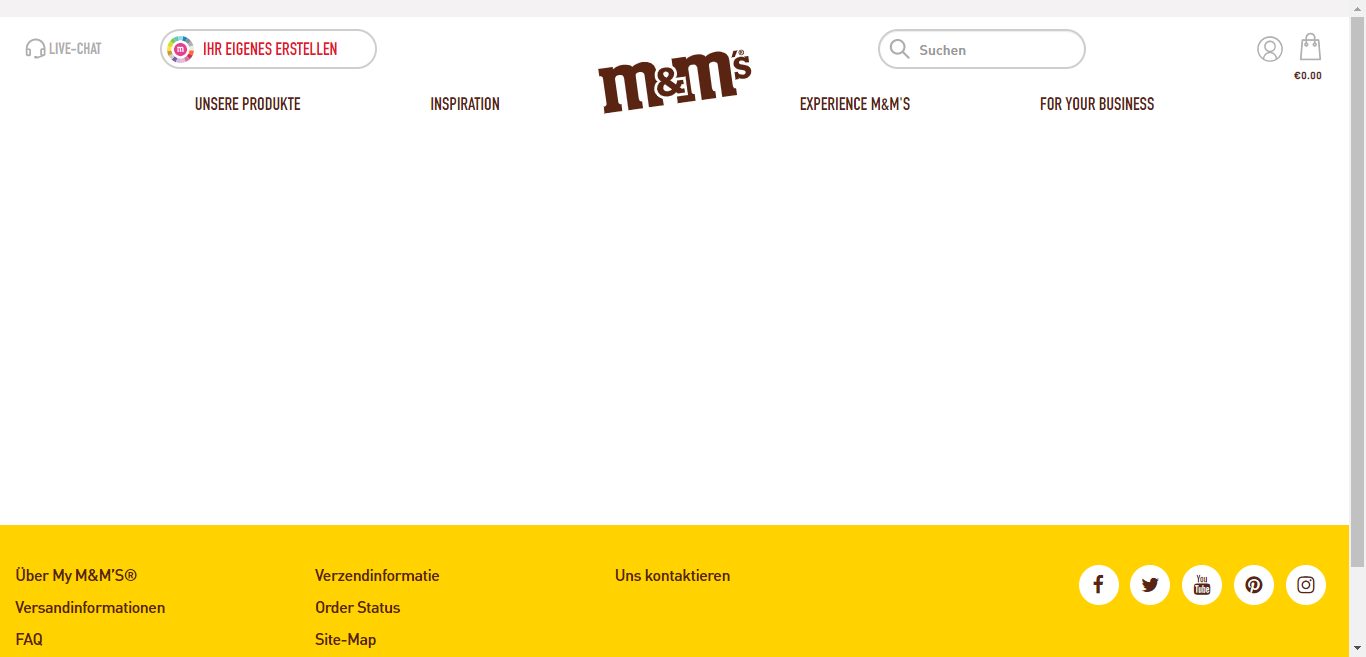 LIVE-CHAT
IHR EIGENES ERSTELLEN
m
m&m's®
Suchen
€0.00
UNSERE PRODUKTE
INSPIRATION
EXPERIENCE M&M'S
FOR YOUR BUSINESS
Über My M&M'S®
Versandinformationen
FAQ
Verzendinformatie
Order Status
Site-Map
Uns kontaktieren
You
Tube